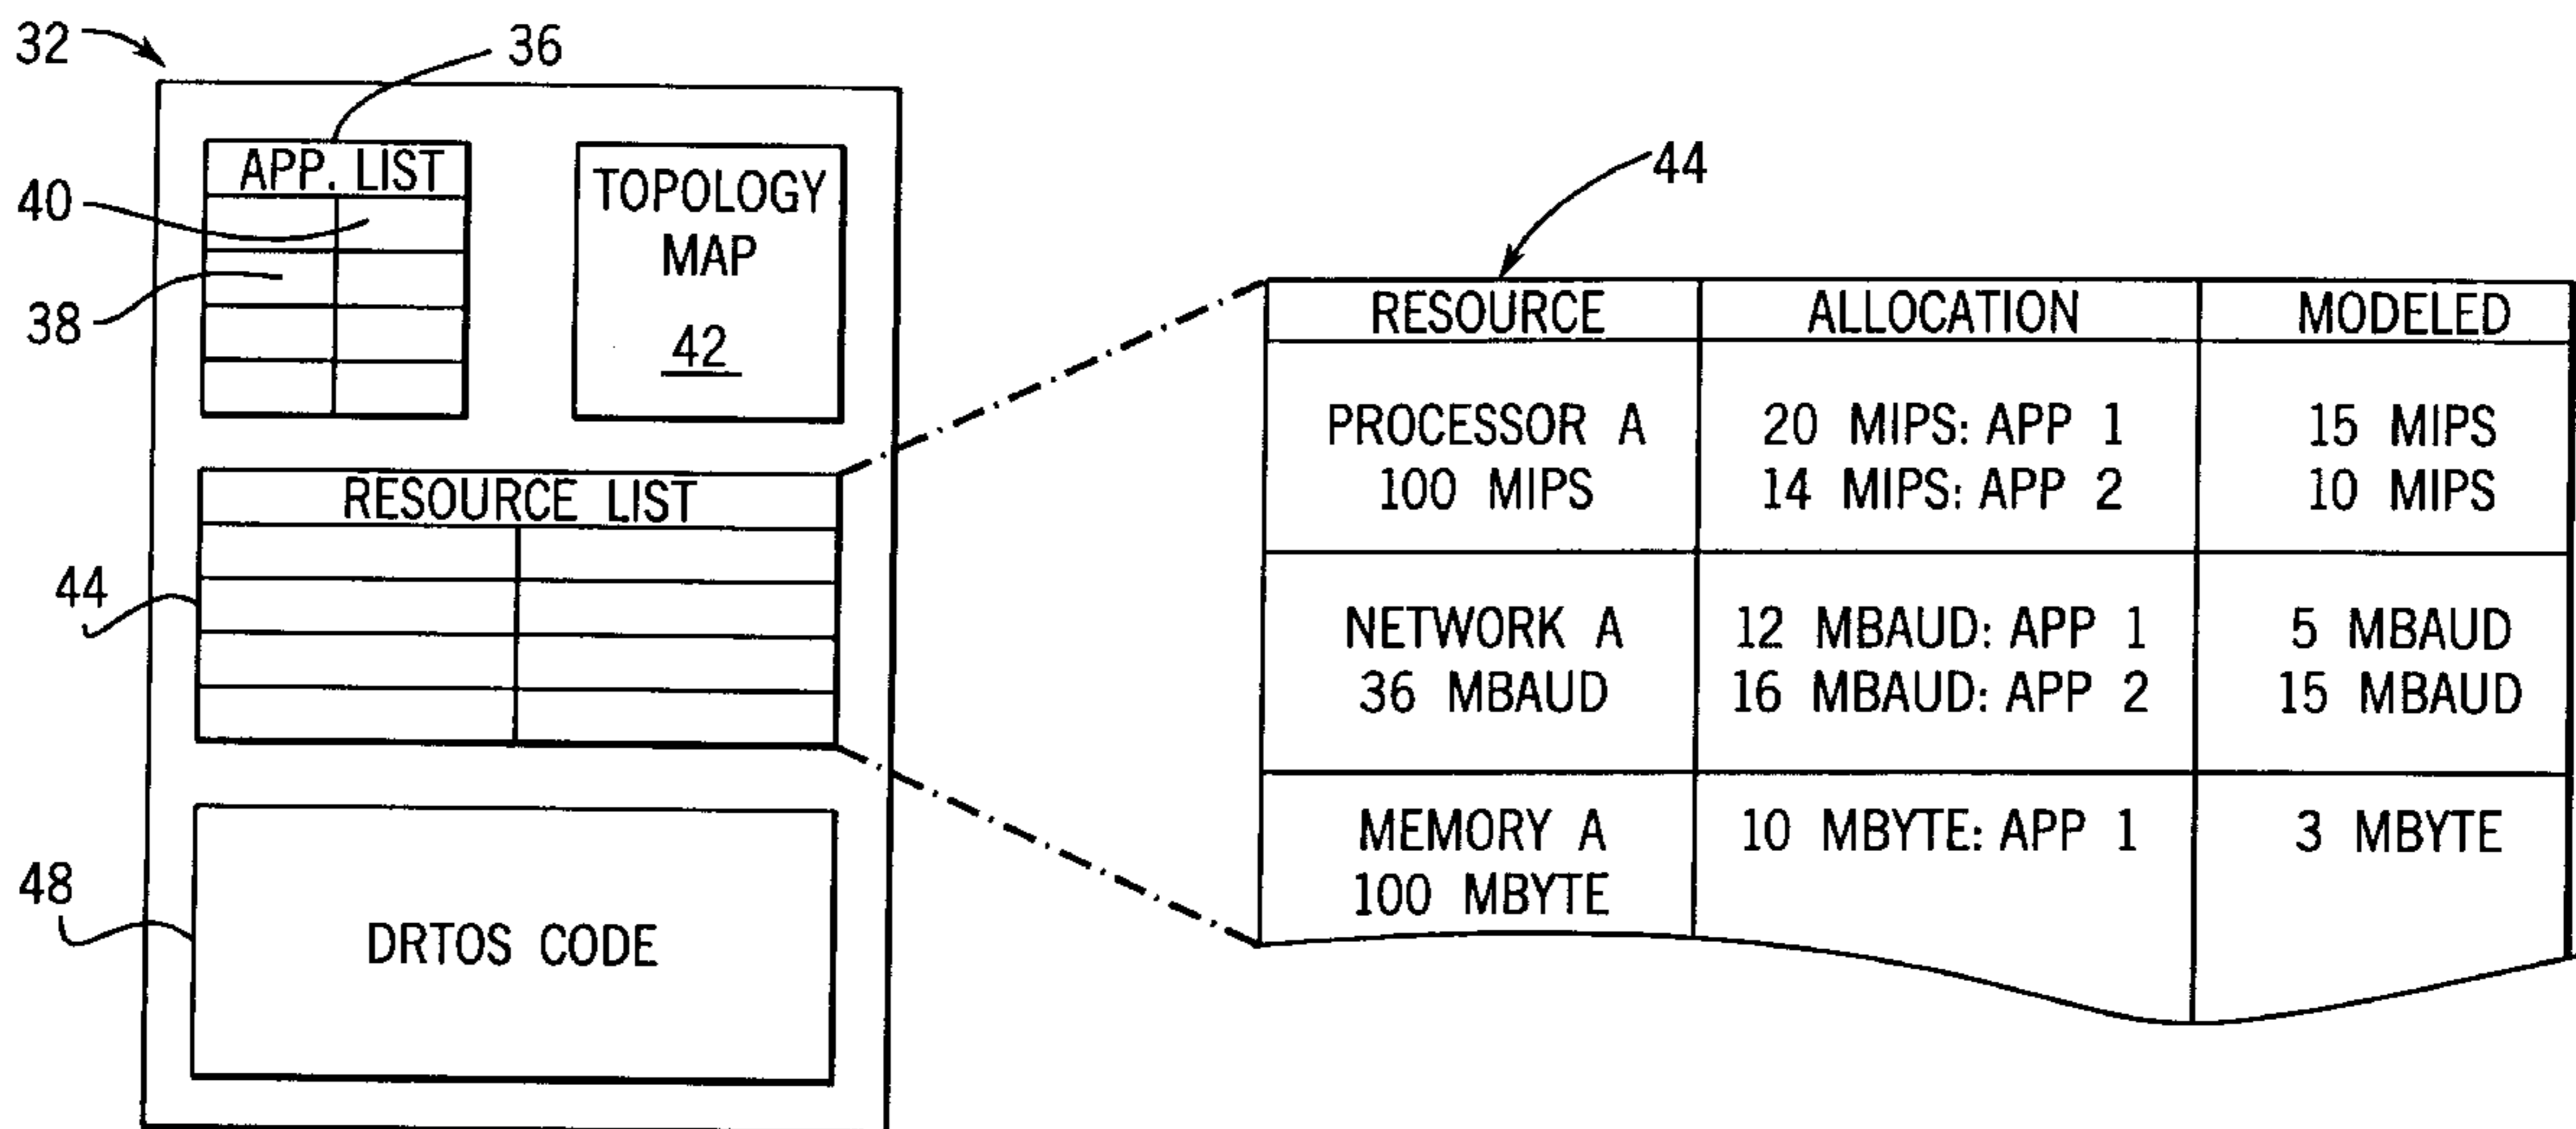 32
36
APP. LIST
40
38
TOPOLOGY
MAP
42
RESOURCE LIST
44
48
DRTOS CODE
44
RESOURCE ALLOCATION MODELED
PROCESSOR A 20 MIPS: APP 1 15 MIPS
100 MIPS 14 MIPS: APP 2 10 MIPS
NETWORK A 12 MBAUD: APP 1 5 MBAUD
36 MBAUD 16 MBAUD: APP 2 15 MBAUD
MEMORY A 10 MBYTE: APP 1 3 MBYTE
100 MBYTE